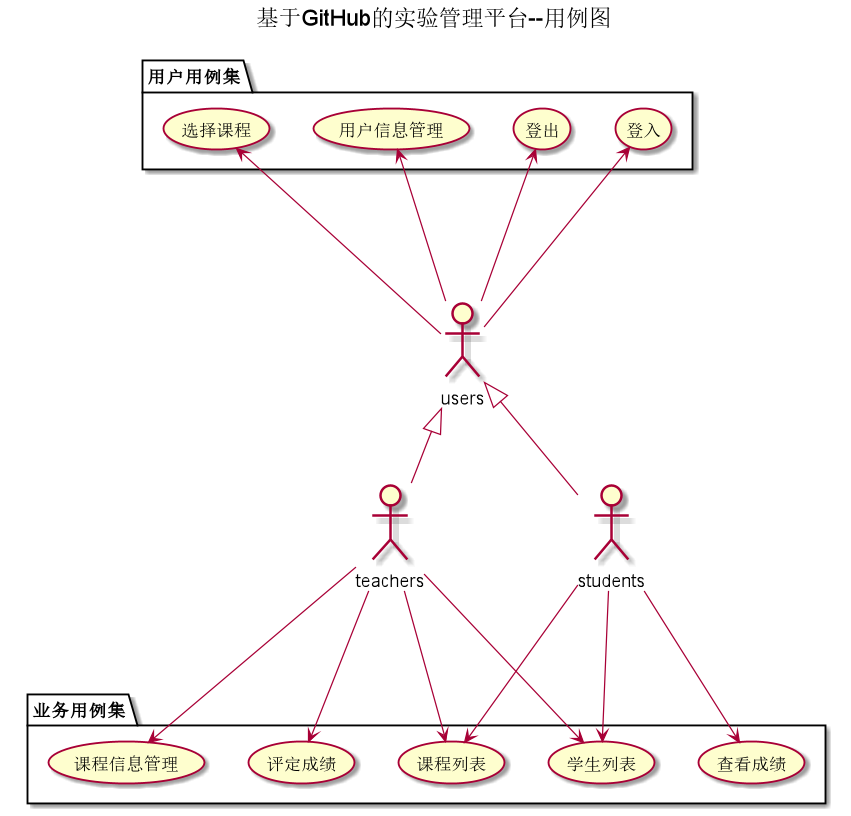 基于GitHub的实验管理平台--用例图
用户用例集
选择课程
用户信息管理
登出
登入
users
teachers
students
业务用例集
课程信息管理
评定成绩
课程列表
学生列表
查看成绩